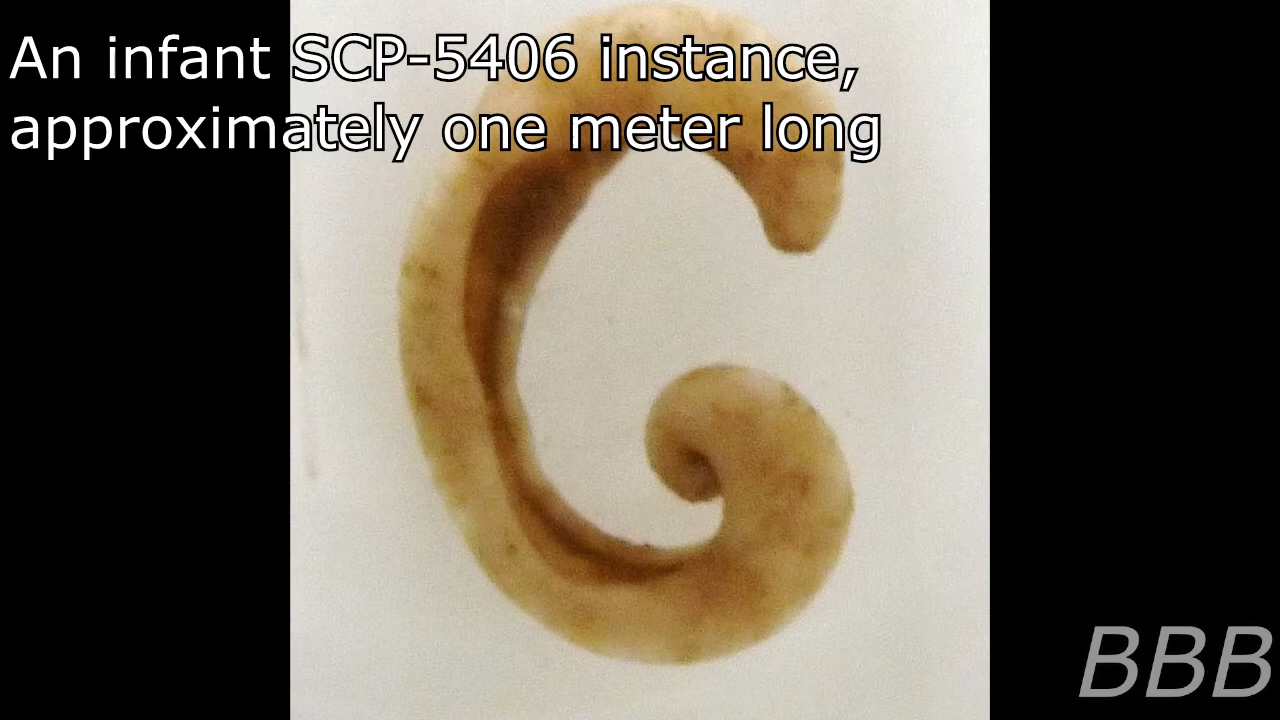 An infant SCP-5406 instance,
approximately one meter long
BBB